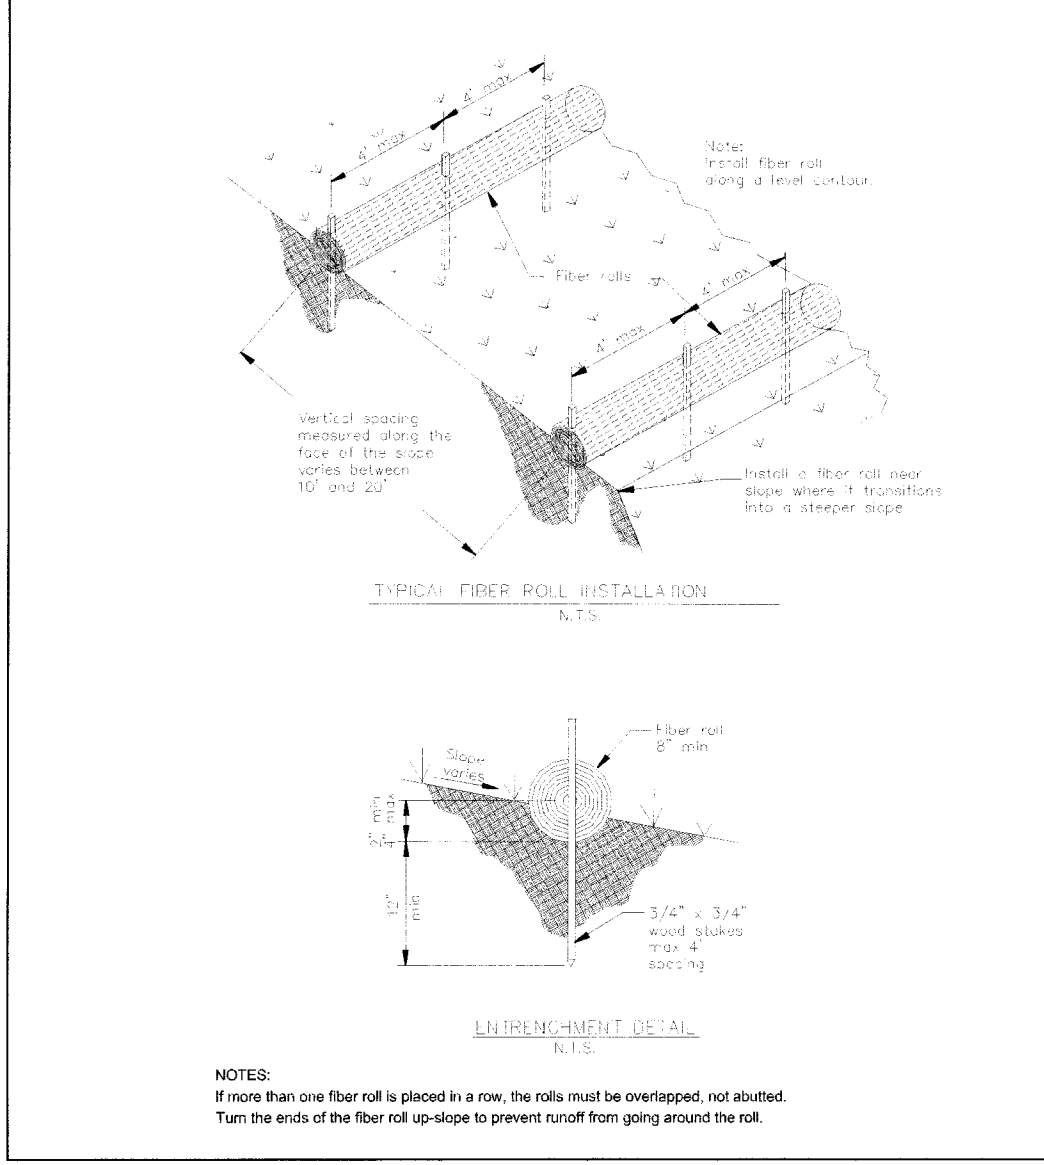 4' max
4' max
Note:
Install fiber roll
along a level contour.
Fiber rolls
4' max
4' max
Vertical spacing
measured along the
face of the slope
varies between
10' and 20'
Install a fiber roll near
slope where it transitions
into a steeper slope
TYPICAL FIBER ROLL INSTALLATION
N.T.S.
Fiber roll
8" min
Slope
varies
2" min
4" max
12"
min
3/4" x 3/4"
wood stakes
max 4'
spacing
ENTRENCHMENT DETAIL
N.T.S.
NOTES:
If more than one fiber roll is placed in a row, the rolls must be overlapped, not abutted.
Turn the ends of the fiber roll up-slope to prevent runoff from going around the roll.